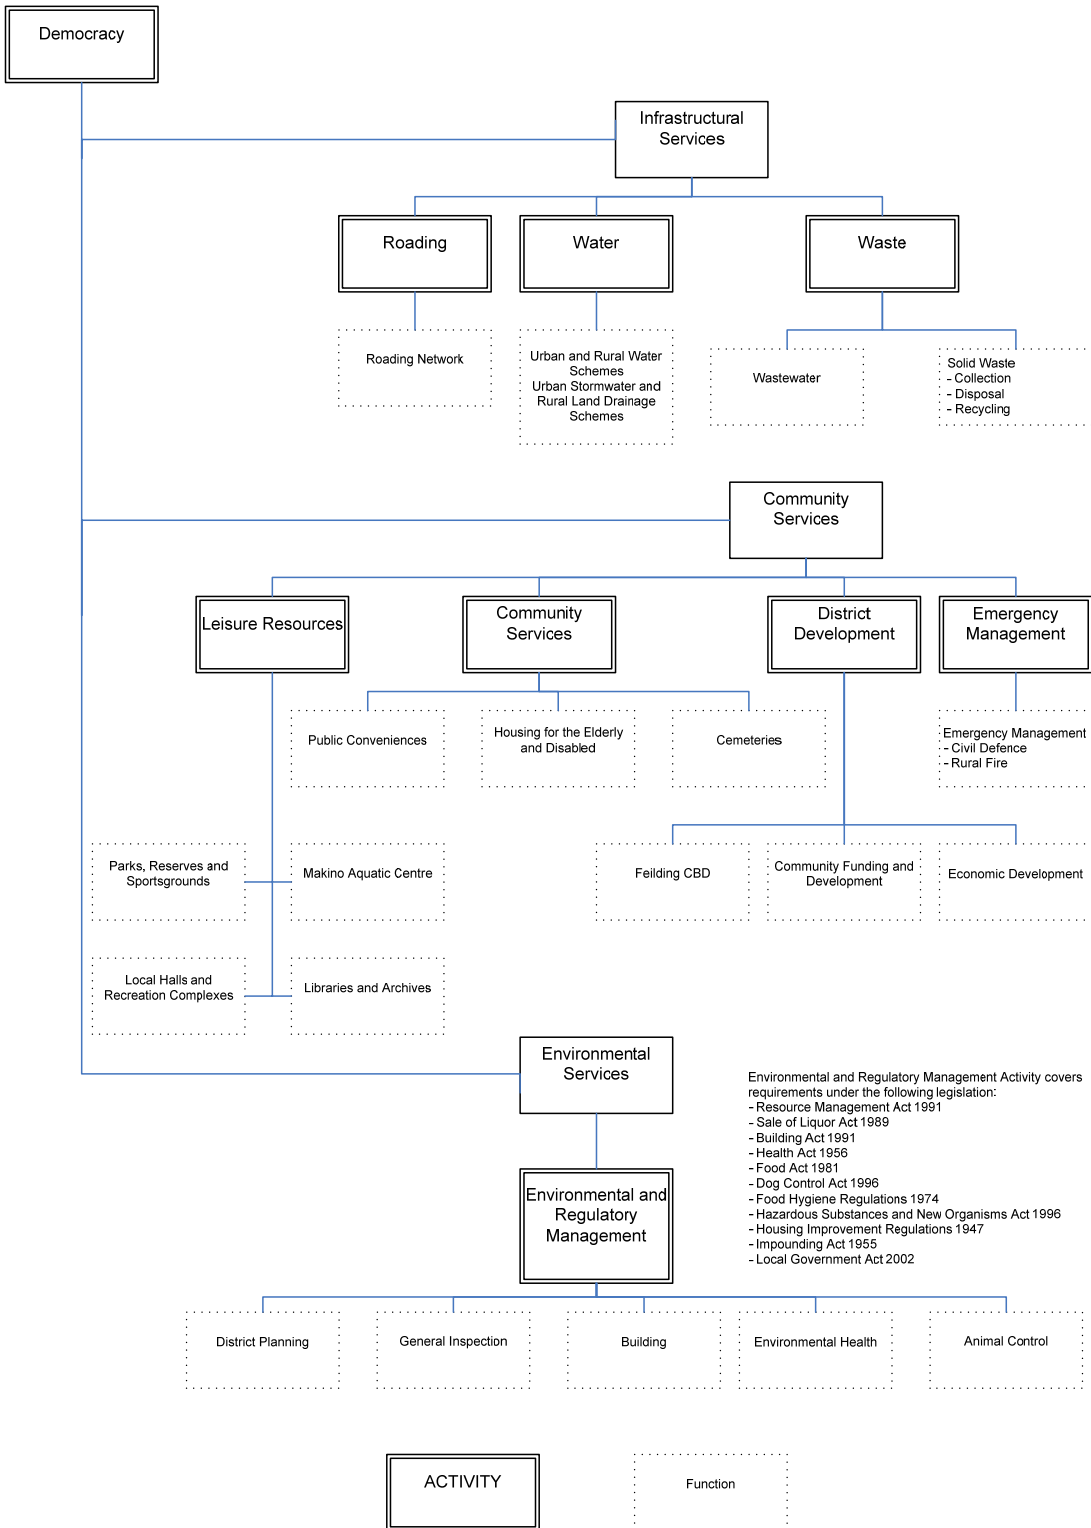 Democracy
Infrastructural
Services
Roading
Water
Waste
Roading Network
Urban and Rural Water
Schemes
Urban Stormwater and
Rural Land Drainage
Schemes
Wastewater
Solid Waste
- Collection
- Disposal
- Recycling
Community
Services
Leisure Resources
Community
Services
District
Development
Emergency
Management
Public Conveniences
Housing for the Elderly
and Disabled
Cemeteries
Emergency Management
- Civil Defence
- Rural Fire
Parks, Reserves and
Sportsgrounds
Makino Aquatic Centre
Feilding CBD
Community Funding and
Development
Economic Development
Local Halls and
Recreation Complexes
Libraries and Archives
Environmental
Services
Environmental and Regulatory Management Activity covers
requirements under the following legislation:
- Resource Management Act 1991
- Sale of Liquor Act 1989
- Building Act 1991
- Health Act 1956
- Food Act 1981
- Dog Control Act 1996
- Food Hygiene Regulations 1974
- Hazardous Substances and New Organisms Act 1996
- Housing Improvement Regulations 1947
- Impounding Act 1955
- Local Government Act 2002
Environmental and
Regulatory
Management
District Planning
General Inspection
Building
Environmental Health
Animal Control
ACTIVITY
Function